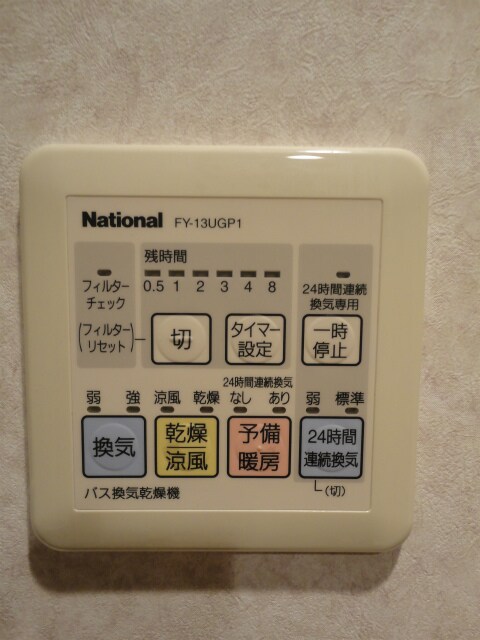 National FY-13UGP1
残時間
フィルター
チェック
0.5 1 2 3 4 8
24時間連続
換気専用
(フィルター
リセット)
切
タイマー
設定
一時
停止
弱 強
涼風 乾燥
24時間連続換気
なし あり
弱 標準
換気
乾燥
涼風
予備
暖房
24時間
連続換気
(切)
バス換気乾燥機